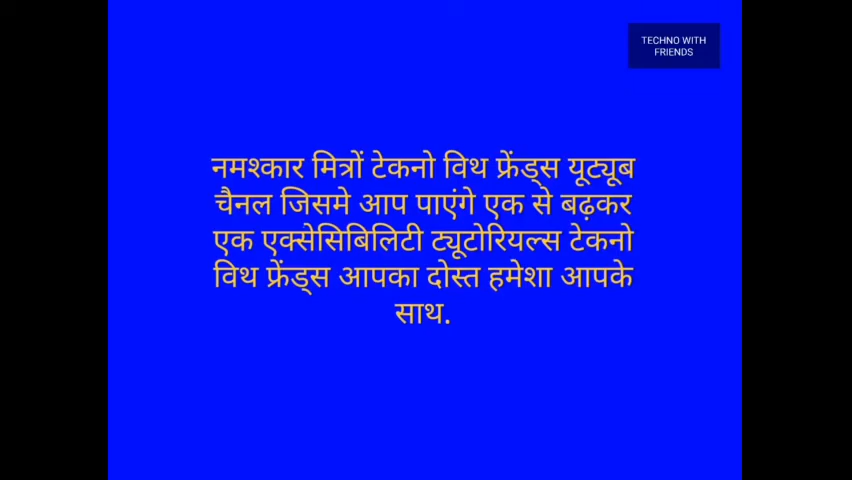 TECHNO WITH
FRIENDS
नमश्कार मित्रों टेकनो विथ फ्रेंड्स यूट्यूब
चैनल जिसमे आप पाएंगे एक से बढ़कर
एक एक्सेसिबिलिटी ट्यूटोरियल्स टेकनो
विथ फ्रेंड्स आपका दोस्त हमेशा आपके
साथ.